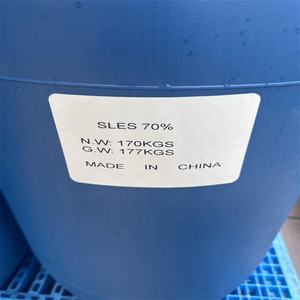 SLES 70%
N.W: 170KGS
G.W: 177KGS
MADE IN CHINA